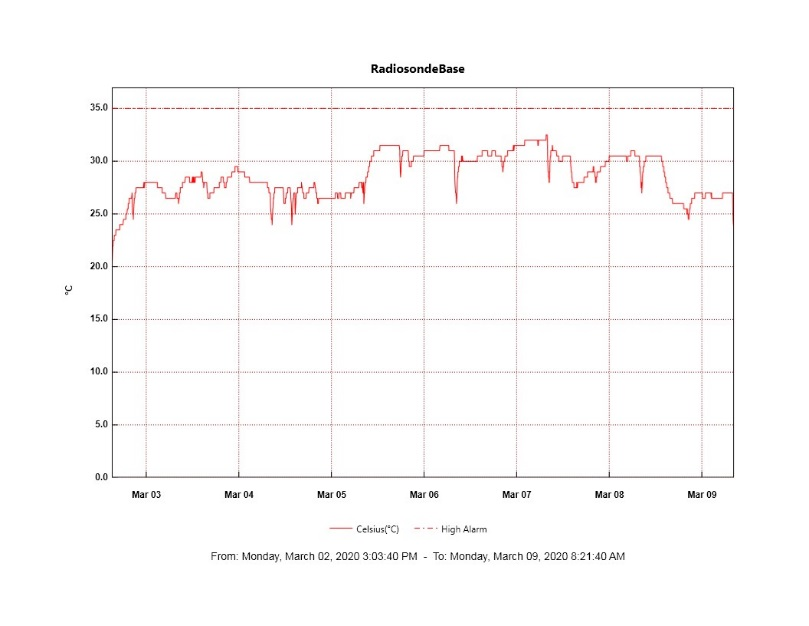 RadiosondeBase
°C
35.0
30.0
25.0
20.0
15.0
10.0
5.0
0.0
Mar 03 Mar 04 Mar 05 Mar 06 Mar 07 Mar 08 Mar 09
Celsius(°C) High Alarm
From: Monday, March 02, 2020 3:03:40 PM - To: Monday, March 09, 2020 8:21:40 AM